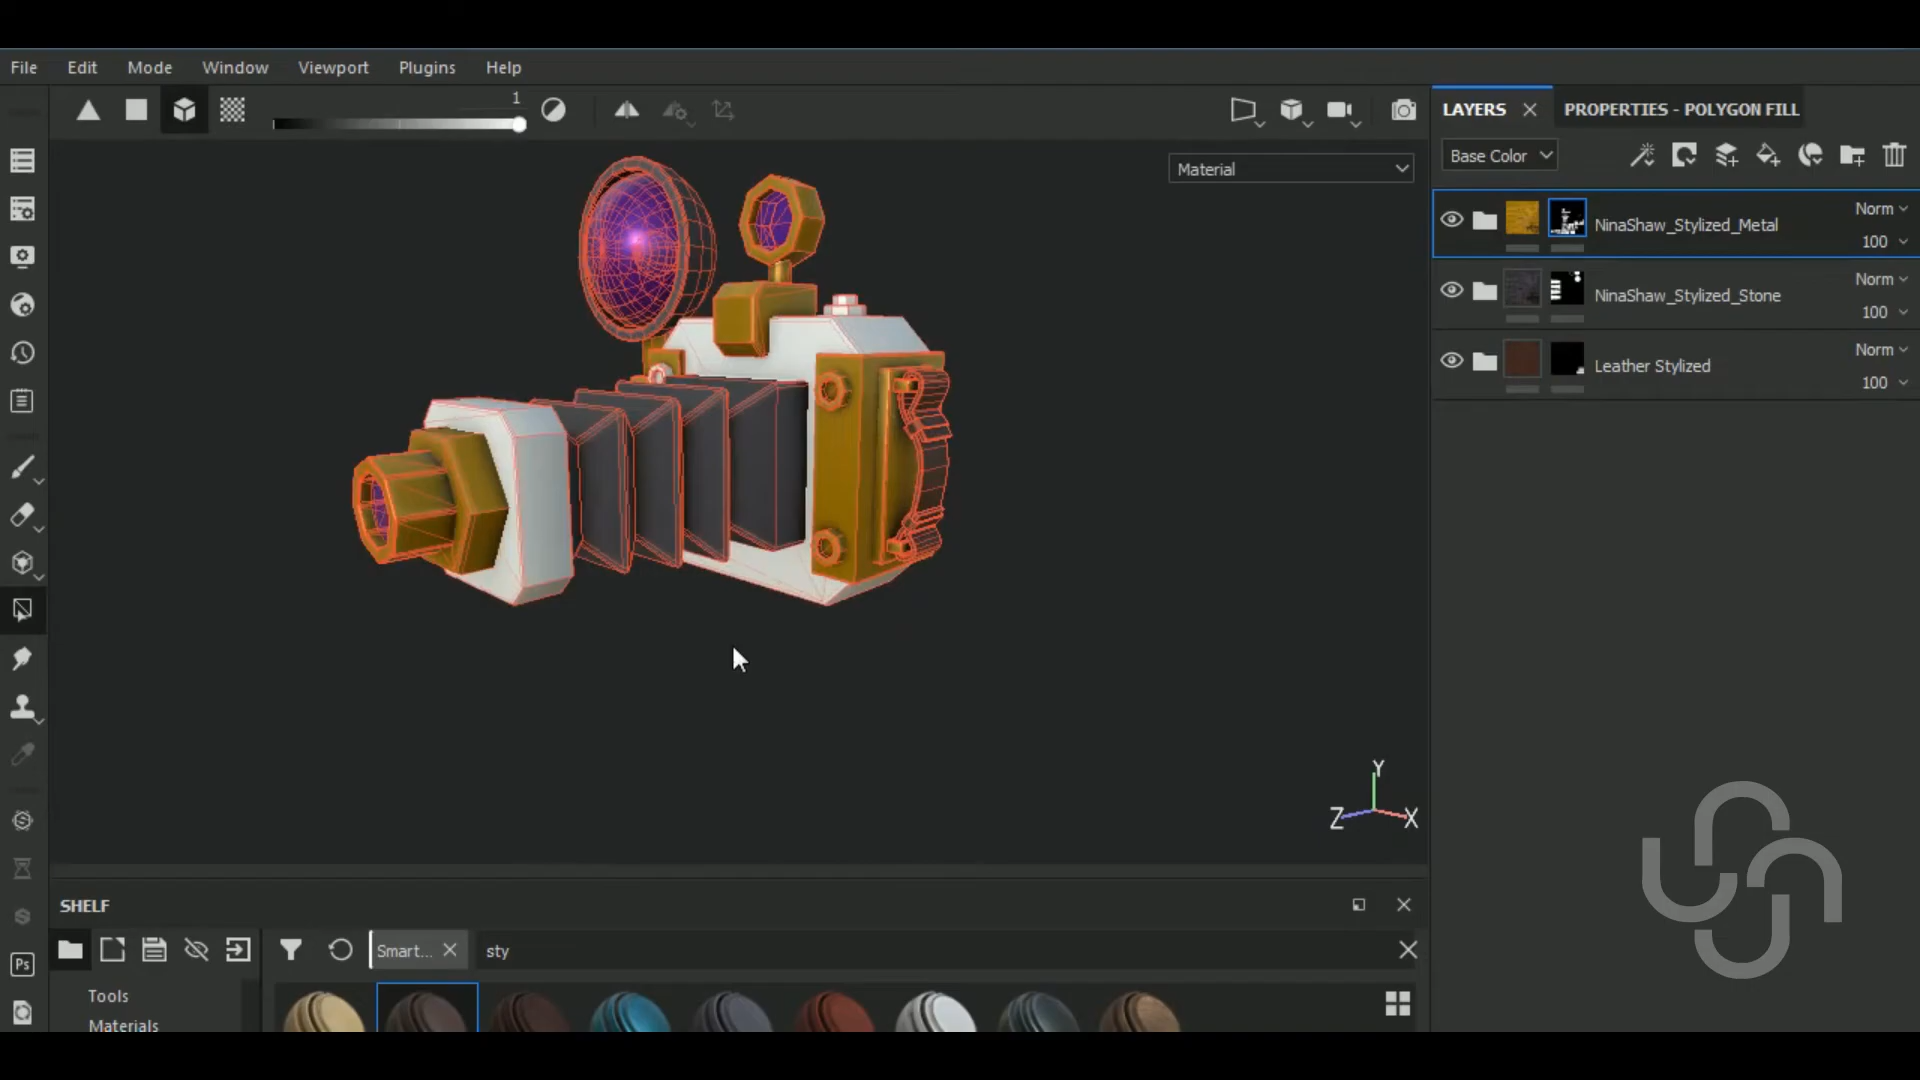 File Edit Mode Window Viewport Plugins Help
1
LAYERS PROPERTIES - POLYGON FILL
Material
Base Color
NinaShaw_Stylized_Metal Norm
100
NinaShaw_Stylized_Stone Norm
100
Leather Stylized Norm
100
Y
Z X
SHELF
Smart... sty
Ps
Tools
Materials